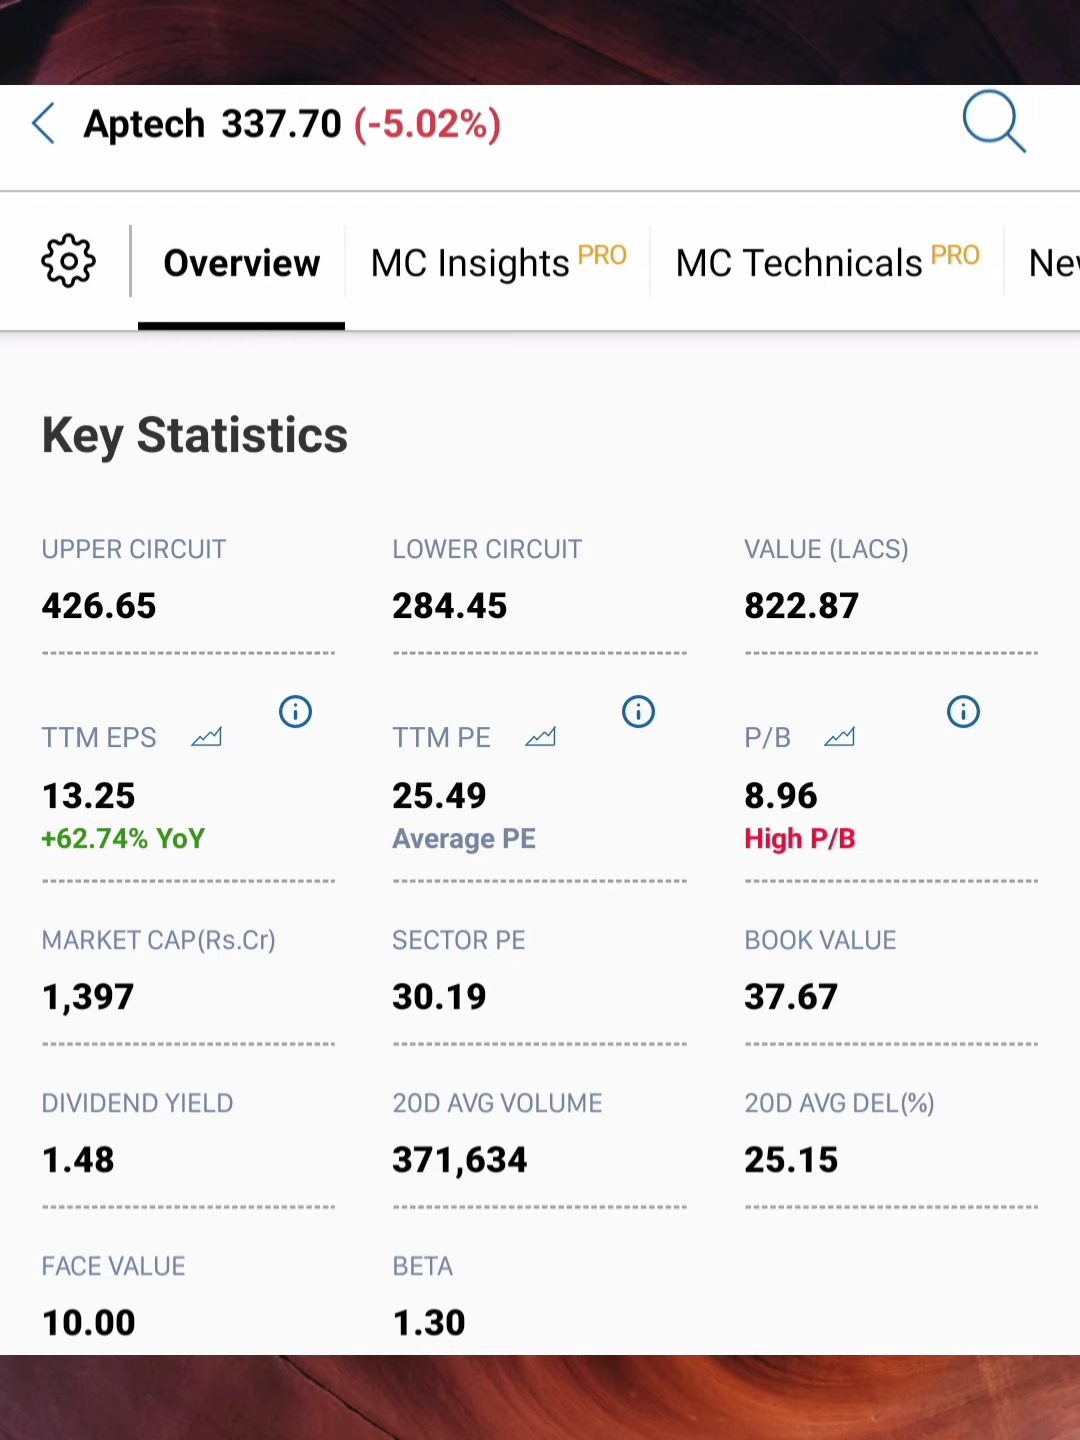 Aptech 337.70 (-5.02%)
Overview MC Insights PRO MC Technicals PRO
Key Statistics
UPPER CIRCUIT LOWER CIRCUIT VALUE (LACS)
426.65 284.45 822.87
TTM EPS TTM PE P/B
13.25 25.49 8.96
+62.74% YoY Average PE High P/B
MARKET CAP(Rs.Cr) SECTOR PE BOOK VALUE
1,397 30.19 37.67
DIVIDEND YIELD 20D AVG VOLUME 20D AVG DEL(%)
1.48 371,634 25.15
FACE VALUE BETA
10.00 1.30